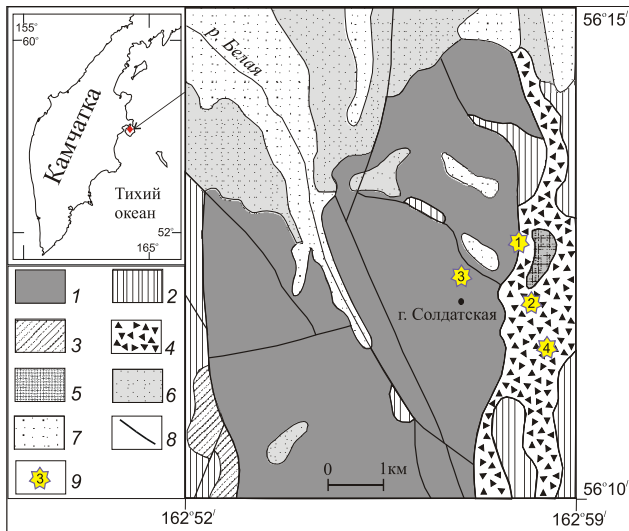 155°
60°
Камчатка
Тихий
океан
52°
165°
р. Белая
56°15'
1
3
2
г. Солдатская
4
0 1км
56°10'
162°52'
162°59'
1 2
3 4
5 6
7 8
3 9